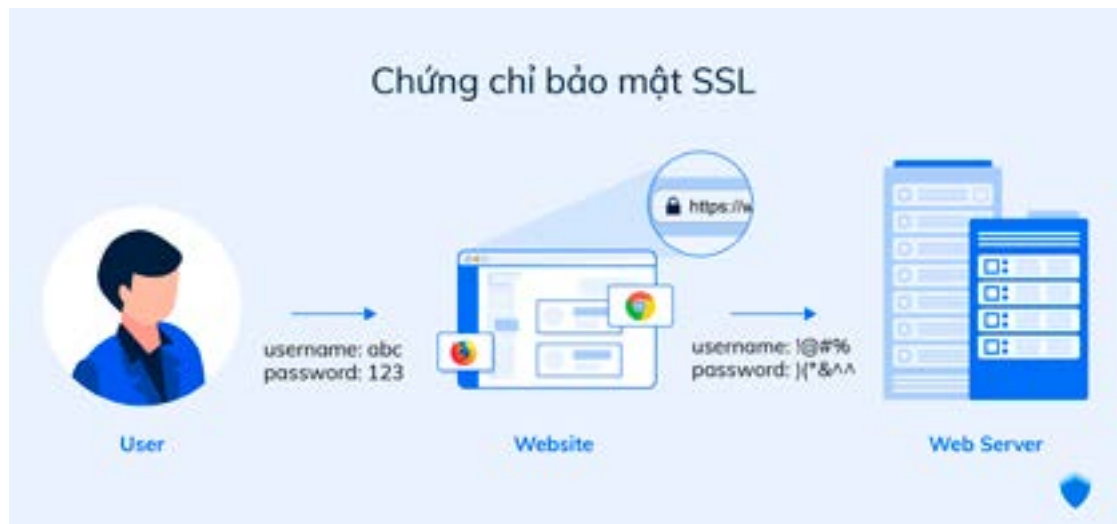 Chứng chỉ bảo mật SSL
https://w
username: abc
password: 123
username: !@#%
password: )(*&^^
User
Website
Web Server